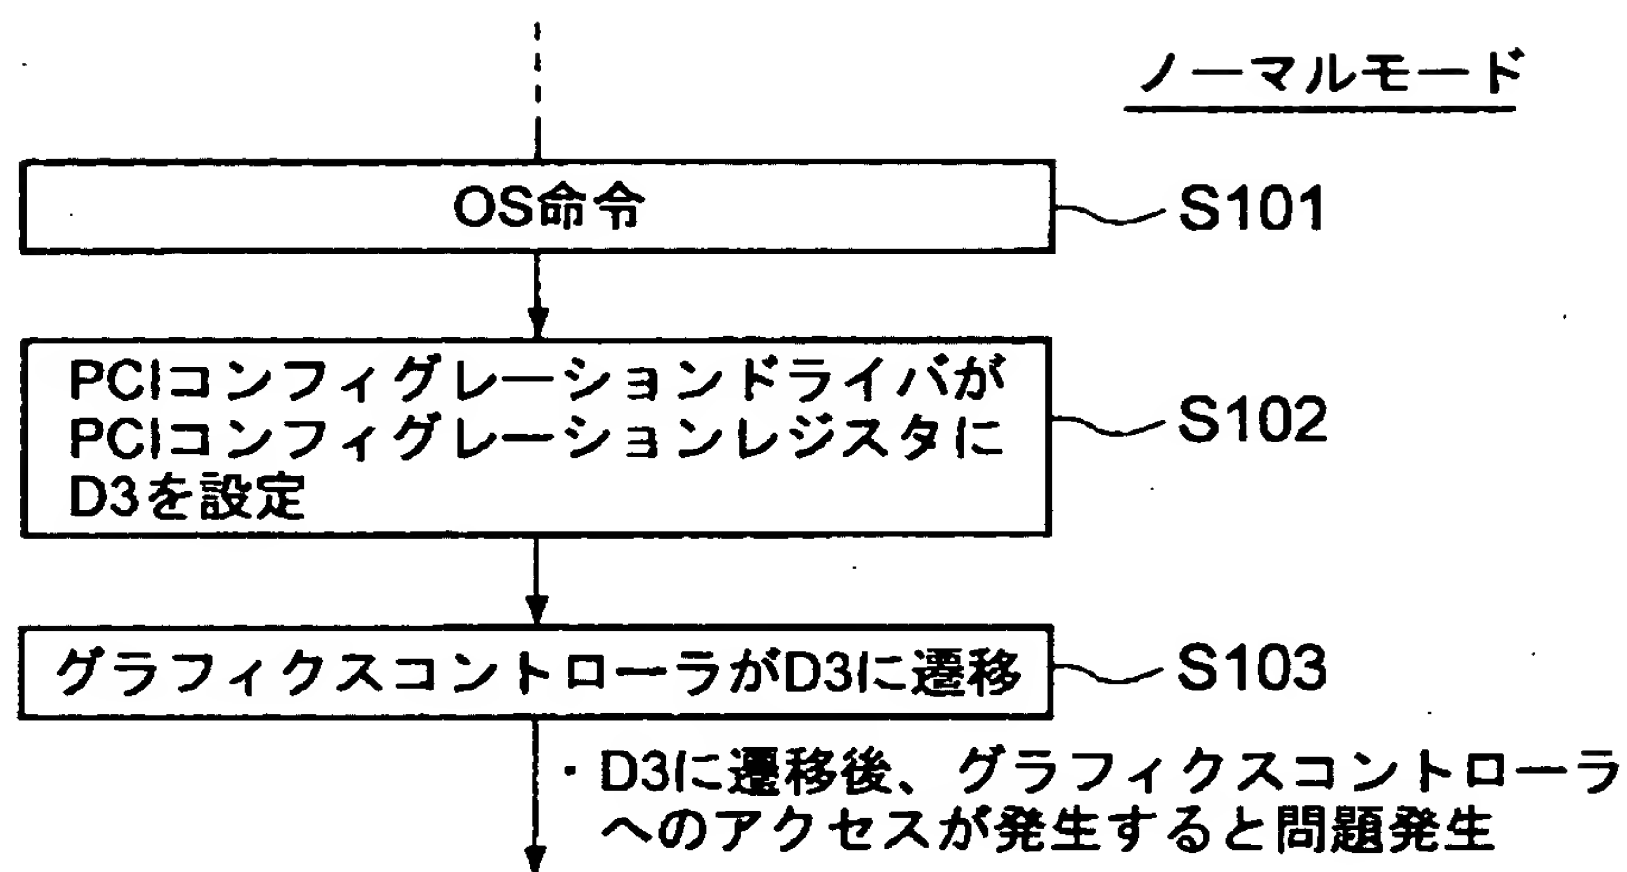 ノーマルモード
OS命令
S101
PCIコンフィグレーションドライバが
PCIコンフィグレーションレジスタに
D3を設定
S102
グラフィクスコントローラがD3に遷移
S103
・D3に遷移後、グラフィクスコントローラ
へのアクセスが発生すると問題発生